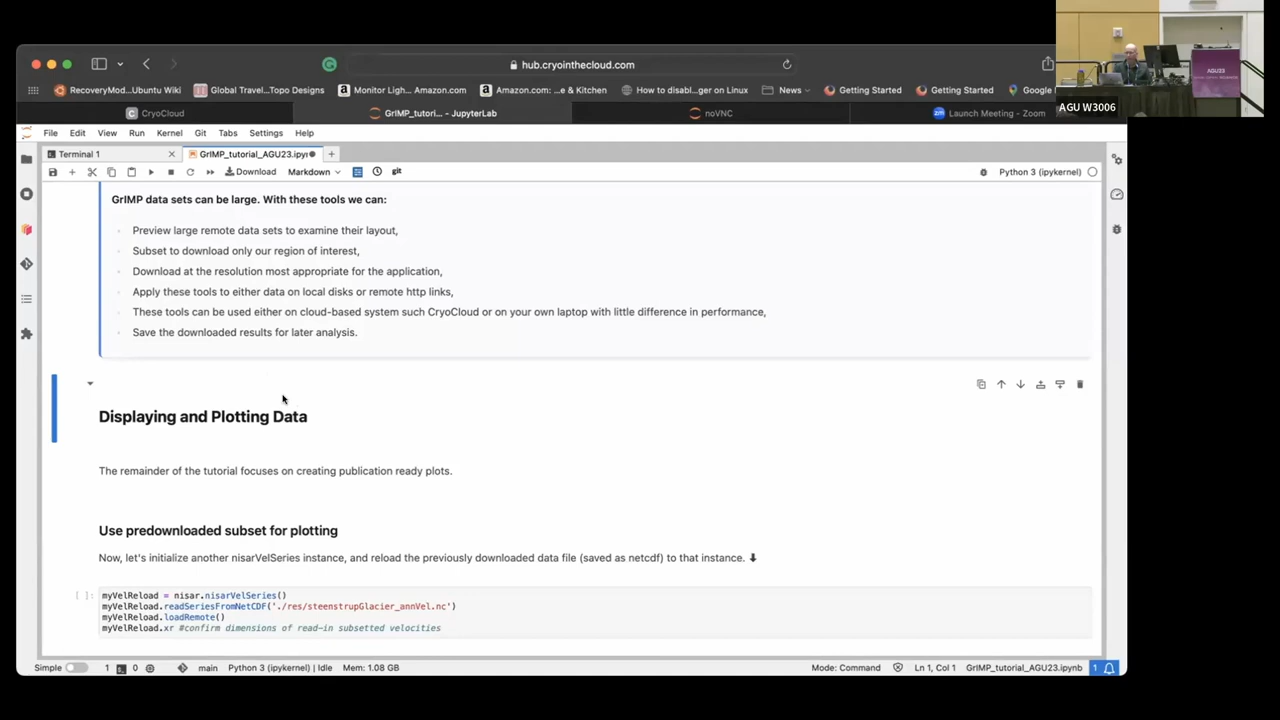 hub.cryointhecloud.com
RecoveryMod...Ubuntu Wiki
Global Travel...Topo Designs
Monitor Ligh... Amazon.com
Amazon.com: ...e & Kitchen
How to disabl...ger on Linux
News
Getting Started
Getting Started
Google
CryoCloud
GrIMP_tutori... - JupyterLab
noVNC
Launch Meeting - Zoom
AGU W3006
AGU23
File Edit View Run Kernel Git Tabs Settings Help
Terminal 1
GrIMP_tutorial_AGU23.ipyn
Download
Markdown
git
Python 3 (ipykernel)
GrIMP data sets can be large. With these tools we can:
Preview large remote data sets to examine their layout,
Subset to download only our region of interest,
Download at the resolution most appropriate for the application,
Apply these tools to either data on local disks or remote http links,
These tools can be used either on cloud-based system such CryoCloud or on your own laptop with little difference in performance,
Save the downloaded results for later analysis.
Displaying and Plotting Data
The remainder of the tutorial focuses on creating publication ready plots.
Use predownloaded subset for plotting
Now, let's initialize another nisarVelSeries instance, and reload the previously downloaded data file (saved as netcdf) to that instance.
[ ]: myVelReload = nisar.nisarVelSeries()
myVelReload.readSeriesFromNetCDF('./res/steenstrupGlacier_annVel.nc')
myVelReload.loadRemote()
myVelReload.xr #confirm dimensions of read-in subsetted velocities
Simple 1 0 main Python 3 (ipykernel) | Idle Mem: 1.08 GB Mode: Command Ln 1, Col 1 GrIMP_tutorial_AGU23.ipynb 1